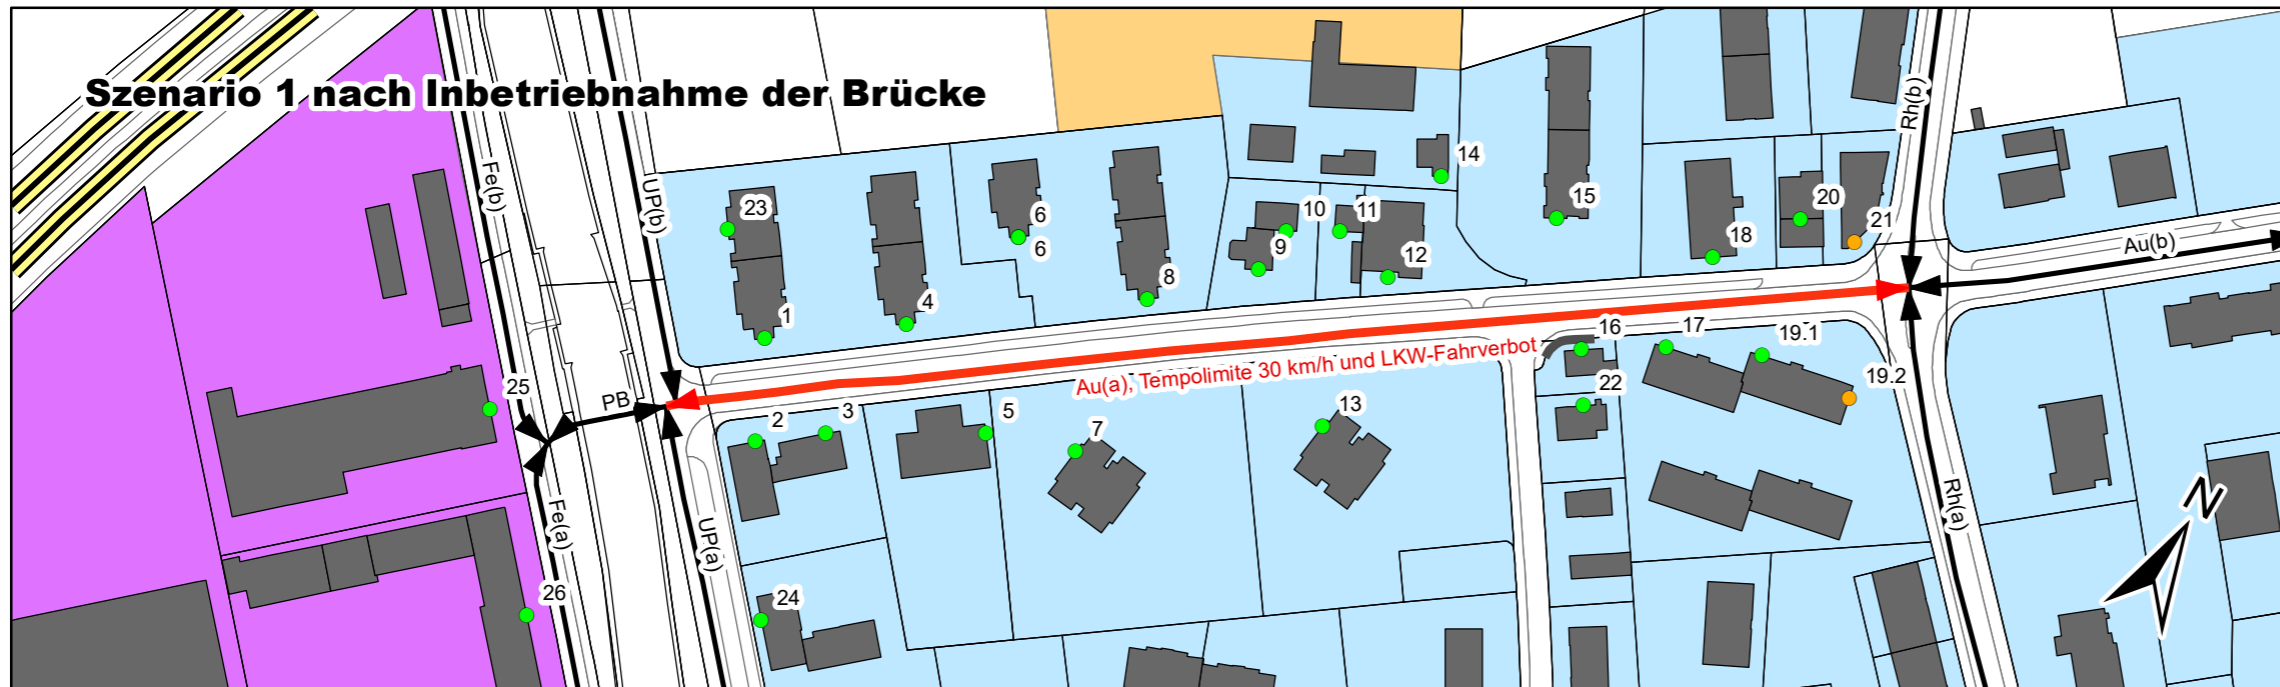 Szenario 1 nach Inbetriebnahme der Brücke
Fe(b)
UP(b)
Rh(b)
14
23
6
10
11
15
20
21
6
9
12
18
Au(b)
8
1
4
16
17
19.1
Au(a), Tempolimite 30 km/h und LKW-Fahrverbot
25
PB
2
3
5
7
13
22
19.2
Fe(a)
UP(a)
Rh(a)
N
26
24